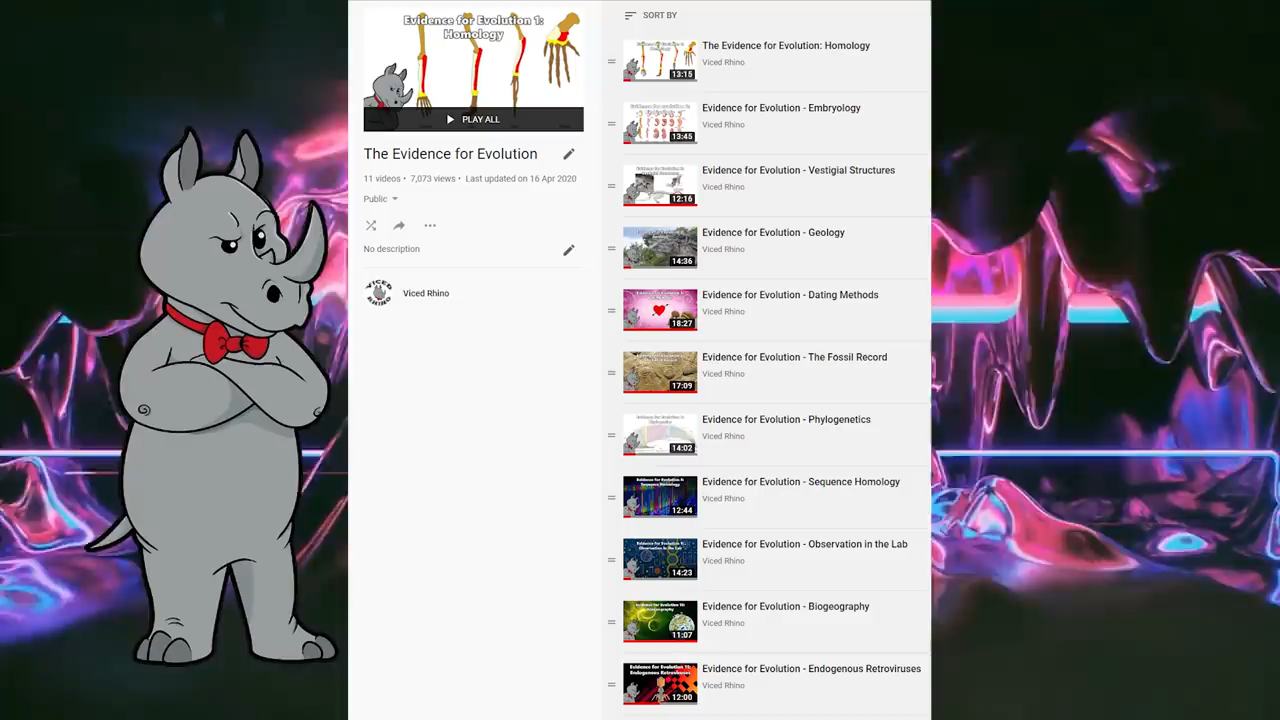 Evidence for Evolution 1:
Homology
PLAY ALL
The Evidence for Evolution
11 videos • 7,073 views • Last updated on 16 Apr 2020
Public
No description
VICED
RHINO
Viced Rhino
SORT BY
The Evidence for Evolution: Homology
Viced Rhino
13:15
Evidence for Evolution - Embryology
Viced Rhino
13:45
Evidence for Evolution - Vestigial Structures
Viced Rhino
12:16
Evidence for Evolution - Geology
Viced Rhino
14:36
Evidence for Evolution - Dating Methods
Viced Rhino
18:27
Evidence for Evolution - The Fossil Record
Viced Rhino
17:09
Evidence for Evolution - Phylogenetics
Viced Rhino
14:02
Evidence for Evolution - Sequence Homology
Viced Rhino
12:44
Evidence for Evolution - Observation in the Lab
Viced Rhino
14:23
Evidence for Evolution - Biogeography
Viced Rhino
11:07
Evidence for Evolution - Endogenous Retroviruses
Viced Rhino
12:00